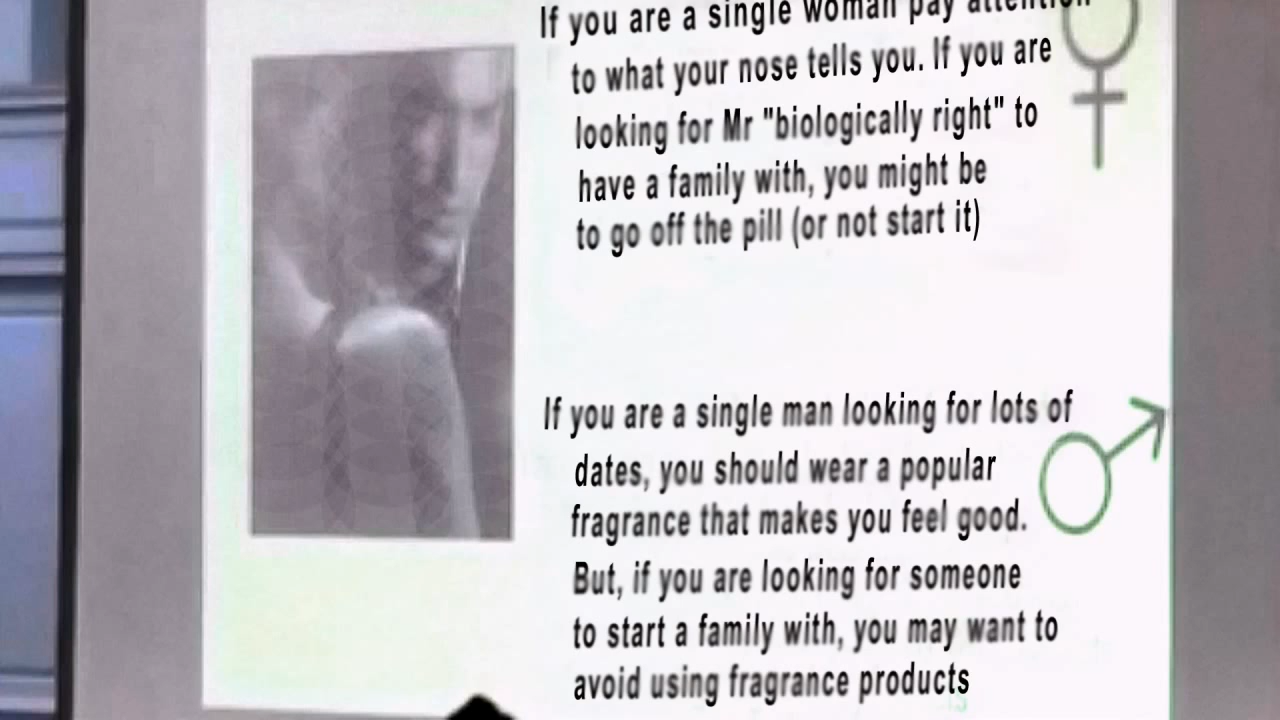 If you are a single woman pay attention
to what your nose tells you. If you are
looking for Mr "biologically right" to
have a family with, you might be
to go off the pill (or not start it)
If you are a single man looking for lots of
dates, you should wear a popular
fragrance that makes you feel good.
But, if you are looking for someone
to start a family with, you may want to
avoid using fragrance products